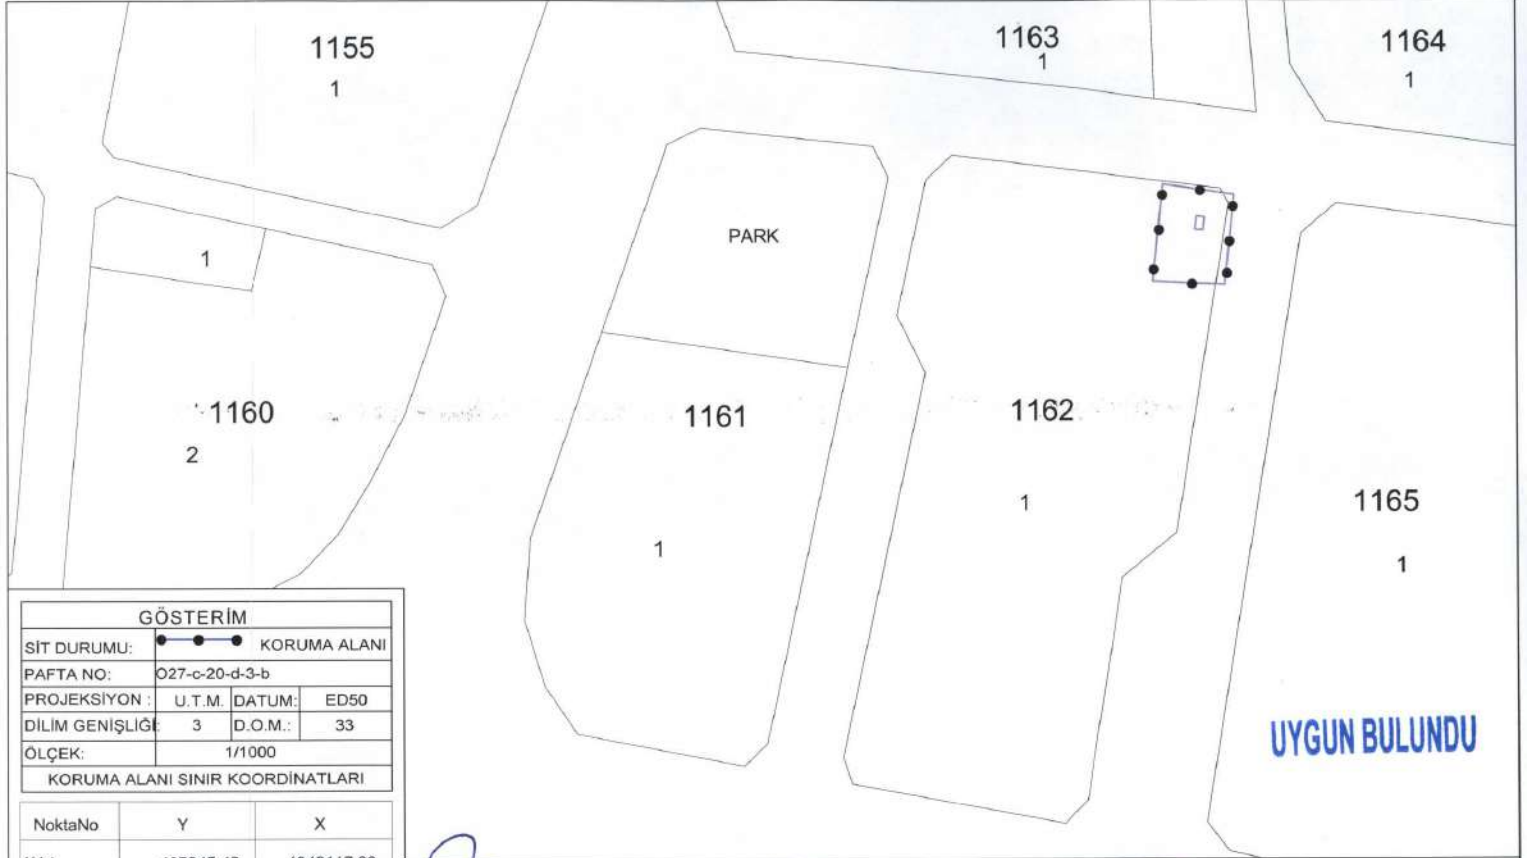 1155
1
1163
1
1164
1
1
PARK
1160
2
1161
1
1162
1
1165
1
GÖSTERİM
SİT DURUMU: KORUMA ALANI
PAFTA NO: O27-c-20-d-3-b
PROJEKSİYON : U.T.M. DATUM: ED50
DİLİM GENİŞLİĞİ: 3 D.O.M.: 33
ÖLÇEK: 1/1000
KORUMA ALANI SINIR KOORDİNATLARI
NoktaNo Y X
UYGUN BULUNDU